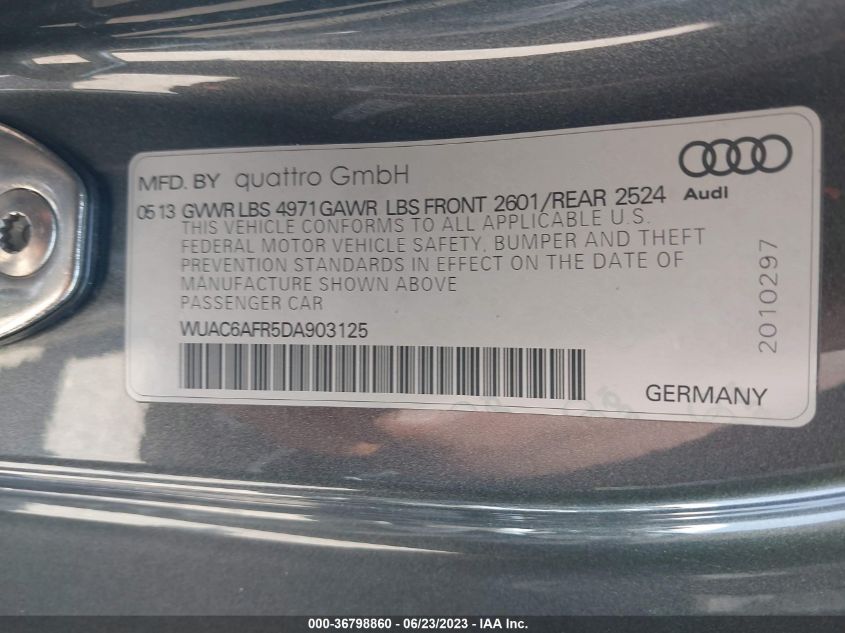 MFD. BY quattro GmbH
Audi
0513 GVWR LBS 4971 GAWR LBS FRONT 2601/REAR 2524
THIS VEHICLE CONFORMS TO ALL APPLICABLE U.S.
FEDERAL MOTOR VEHICLE SAFETY, BUMPER AND THEFT
PREVENTION STANDARDS IN EFFECT ON THE DATE OF
MANUFACTURE SHOWN ABOVE
PASSENGER CAR
WUAC6AFR5DA903125
2010297
GERMANY
000-36798860 - 06/23/2023 - IAA Inc.